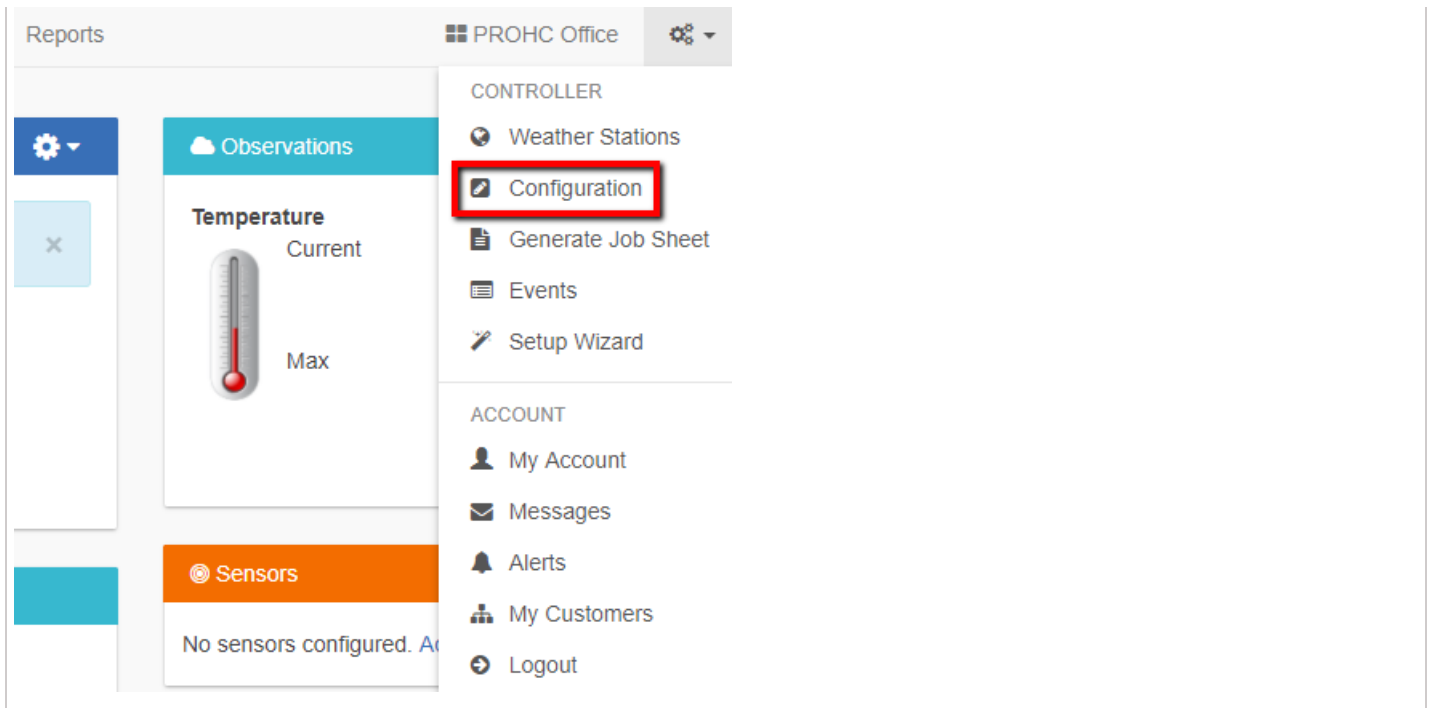 Reports
PROHC Office
CONTROLLER
Weather Stations
Configuration
Generate Job Sheet
Events
Setup Wizard
ACCOUNT
My Account
Messages
Alerts
My Customers
Logout
Observations
Temperature
Current
Max
Sensors
No sensors configured.